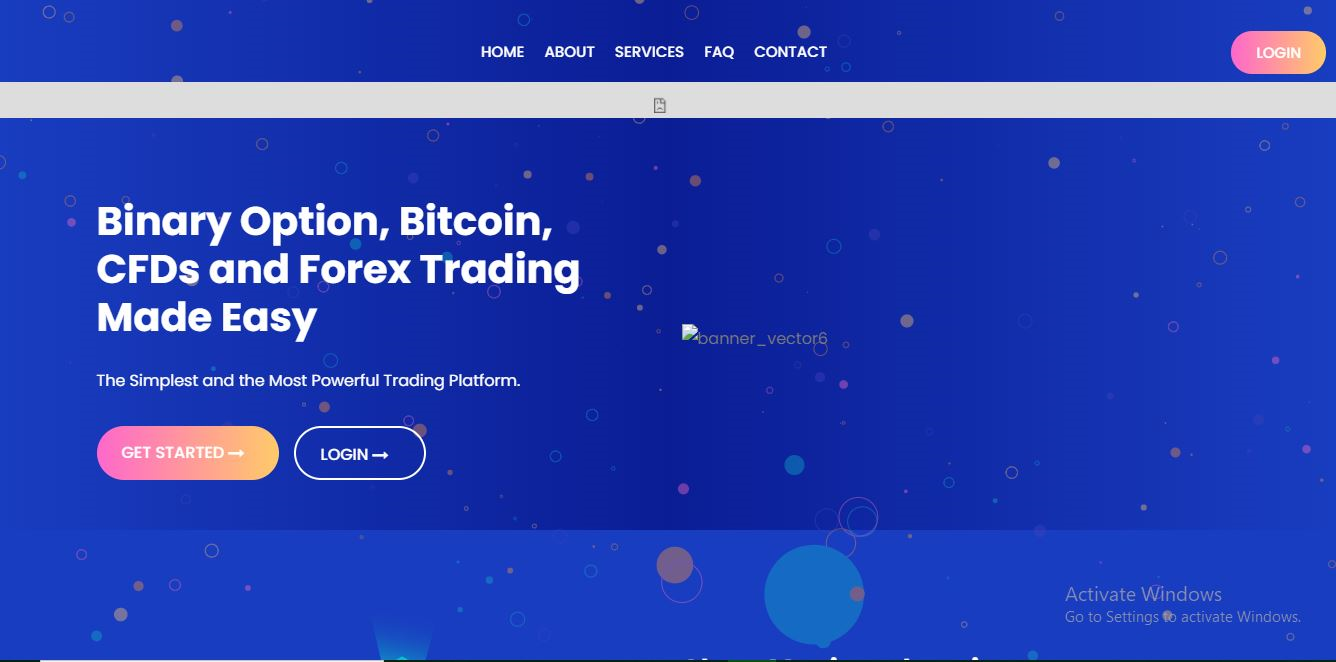 HOME ABOUT SERVICES FAQ CONTACT LOGIN
Binary Option, Bitcoin,
CFDs and Forex Trading
Made Easy
banner_vector6
The Simplest and the Most Powerful Trading Platform.
GET STARTED LOGIN
Activate Windows
Go to Settings to activate Windows.